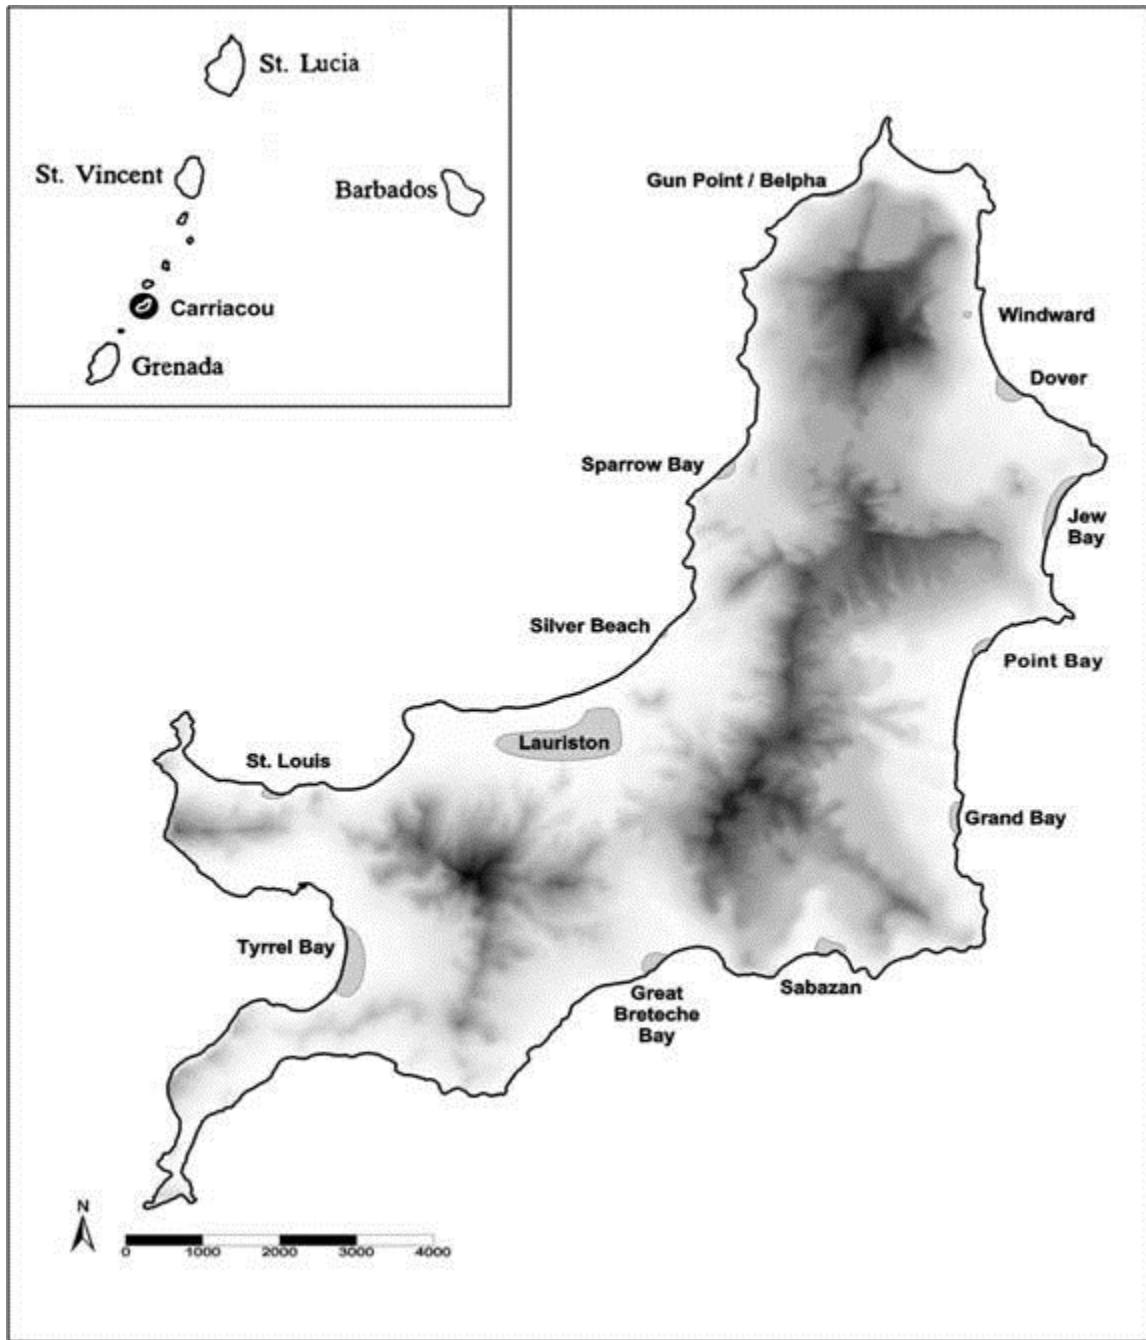 St. Lucia
St. Vincent
Barbados
Carriacou
Grenada
Gun Point / Belpha
Windward
Dover
Sparrow Bay
Jew
Bay
Silver Beach
Point Bay
Lauriston
St. Louis
Grand Bay
Tyrrel Bay
Great
Breteche
Bay
Sabazan
N
0 1000 2000 3000 4000